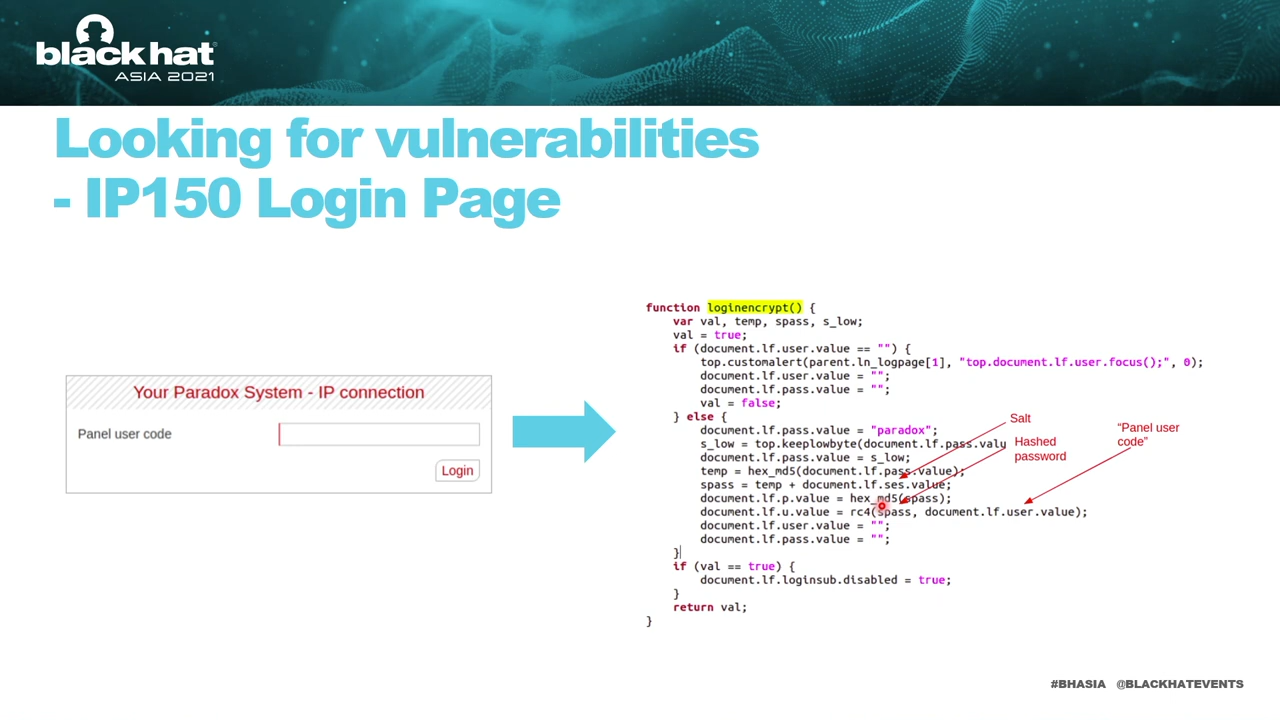 black hat
ASIA 2021
Looking for vulnerabilities
- IP150 Login Page
Your Paradox System - IP connection
Panel user code
Login
function loginencrypt() {
var val, temp, spass, s_low;
val = true;
if (document.lf.user.value == "") {
top.customalert(parent.ln_logpage[1], "top.document.lf.user.focus();", 0);
document.lf.user.value = "";
document.lf.pass.value = "";
val = false;
} else {
document.lf.pass.value = "paradox";
s_low = top.keeplowbyte(document.lf.pass.valu
document.lf.pass.value = s_low;
temp = hex_md5(document.lf.pass.value);
spass = temp + document.lf.ses.value;
document.lf.p.value = hex_md5(spass);
document.lf.u.value = rc4(spass, document.lf.user.value);
document.lf.user.value = "";
document.lf.pass.value = "";
}
if (val == true) {
document.lf.loginsub.disabled = true;
}
return val;
}
Salt
Hashed
password
“Panel user
code”
#BHASIA @BLACKHATEVENTS